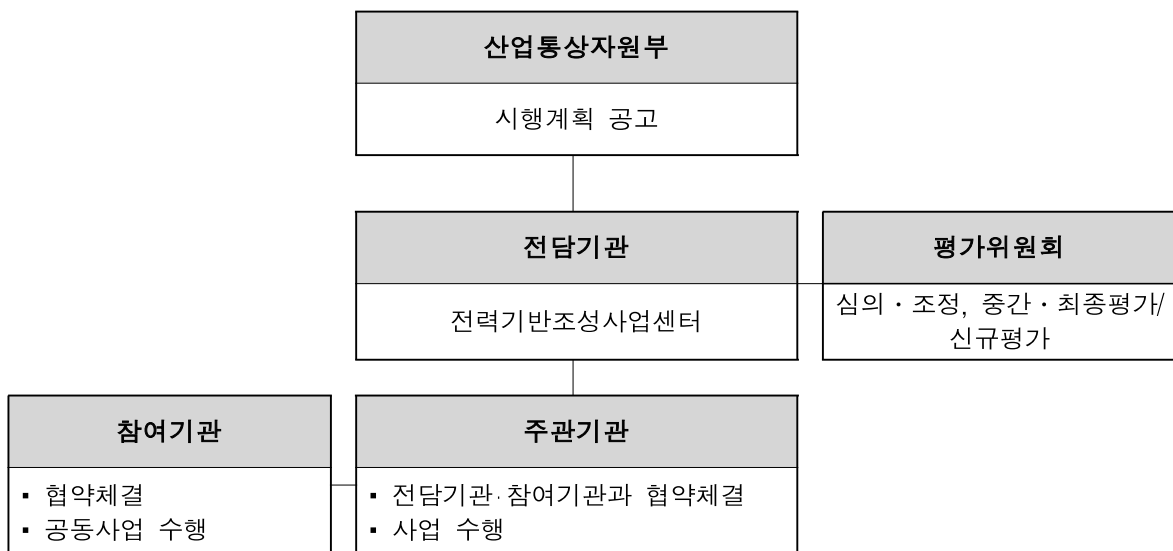 산업통상자원부
시행계획 공고
전담기관
전력기반조성사업센터
평가위원회
심의·조정, 중간·최종평가/
신규평가
참여기관
▪ 협약체결
▪ 공동사업 수행
주관기관
▪ 전담기관·참여기관과 협약체결
▪ 사업 수행